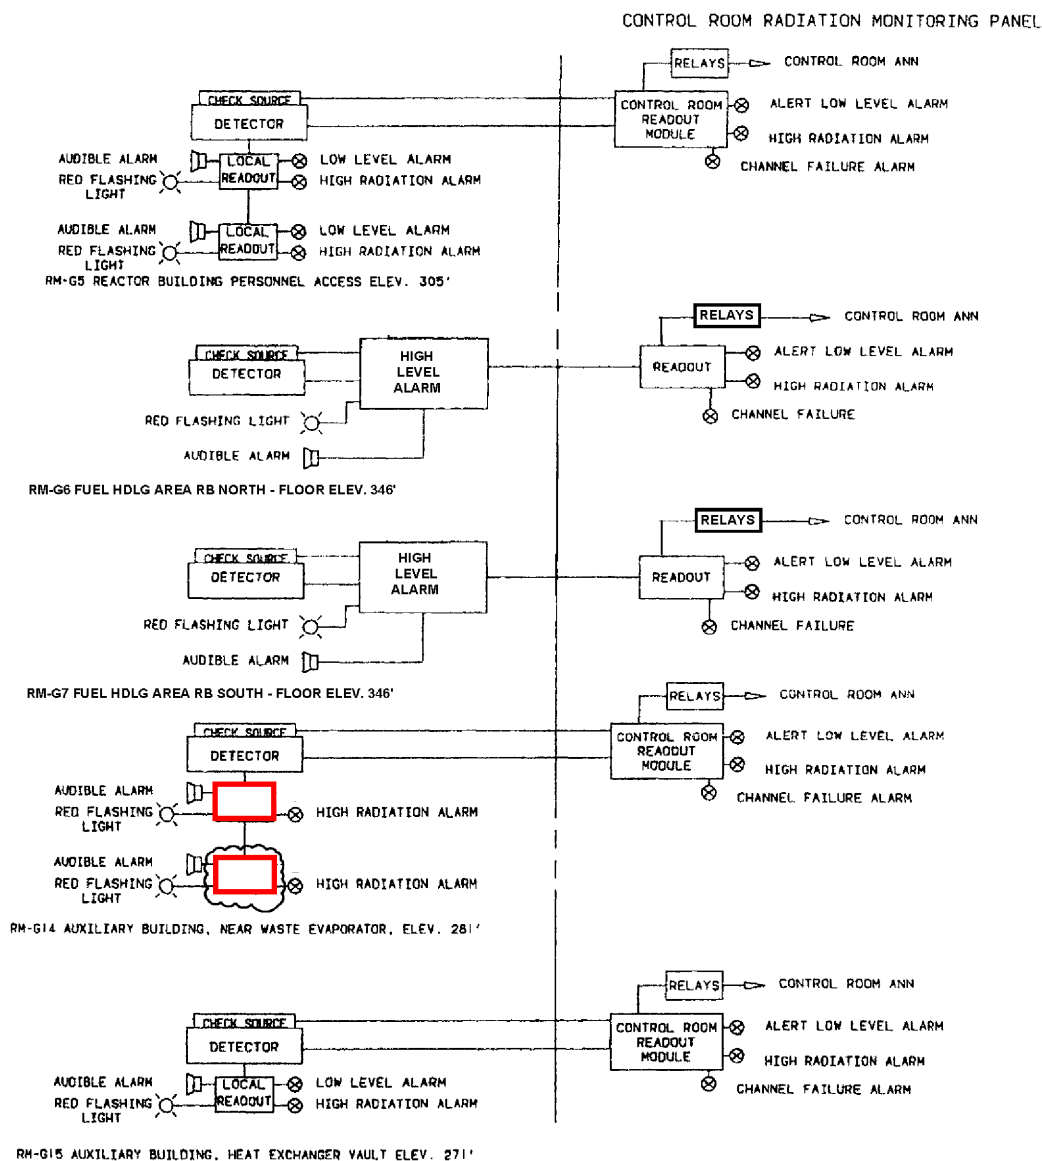 CONTROL ROOM RADIATION MONITORING PANEL
RELAYS
CONTROL ROOM ANN
CHECK SOURCE
DETECTOR
CONTROL ROOM
READOUT
MODULE
ALERT LOW LEVEL ALARM
HIGH RADIATION ALARM
CHANNEL FAILURE ALARM
AUDIBLE ALARM
LOCAL
READOUT
LOW LEVEL ALARM
RED FLASHING
LIGHT
HIGH RADIATION ALARM
AUDIBLE ALARM
LOCAL
READOUT
LOW LEVEL ALARM
RED FLASHING
LIGHT
HIGH RADIATION ALARM
RM-G5 REACTOR BUILDING PERSONNEL ACCESS ELEV. 305'
RELAYS
CONTROL ROOM ANN
CHECK SOURCE
DETECTOR
HIGH
LEVEL
ALARM
READOUT
ALERT LOW LEVEL ALARM
HIGH RADIATION ALARM
CHANNEL FAILURE
RED FLASHING LIGHT
AUDIBLE ALARM
RM-G6 FUEL HDLG AREA RB NORTH - FLOOR ELEV. 346'
RELAYS
CONTROL ROOM ANN
CHECK SOURCE
DETECTOR
HIGH
LEVEL
ALARM
READOUT
ALERT LOW LEVEL ALARM
HIGH RADIATION ALARM
CHANNEL FAILURE
RED FLASHING LIGHT
AUDIBLE ALARM
RM-G7 FUEL HDLG AREA RB SOUTH - FLOOR ELEV. 346'
RELAYS
CONTROL ROOM ANN
CHECK SOURCE
DETECTOR
CONTROL ROOM
READOUT
MODULE
ALERT LOW LEVEL ALARM
HIGH RADIATION ALARM
CHANNEL FAILURE ALARM
AUDIBLE ALARM
RED FLASHING
LIGHT
HIGH RADIATION ALARM
AUDIBLE ALARM
RED FLASHING
LIGHT
HIGH RADIATION ALARM
RM-G14 AUXILIARY BUILDING, NEAR WASTE EVAPORATOR, ELEV. 281'
RELAYS
CONTROL ROOM ANN
CHECK SOURCE
DETECTOR
CONTROL ROOM
READOUT
MODULE
ALERT LOW LEVEL ALARM
HIGH RADIATION ALARM
CHANNEL FAILURE ALARM
AUDIBLE ALARM
LOCAL
READOUT
LOW LEVEL ALARM
RED FLASHING
LIGHT
HIGH RADIATION ALARM
RM-G15 AUXILIARY BUILDING, HEAT EXCHANGER VAULT ELEV. 271'